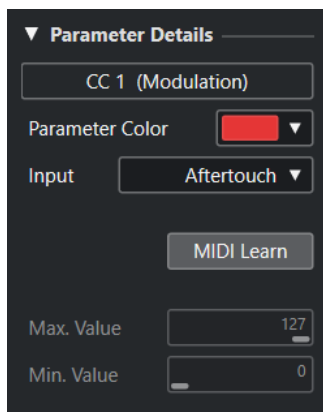 ▼ Parameter Details
CC 1 (Modulation)
Parameter Color
Input Aftertouch
MIDI Learn
Max. Value 127
Min. Value 0